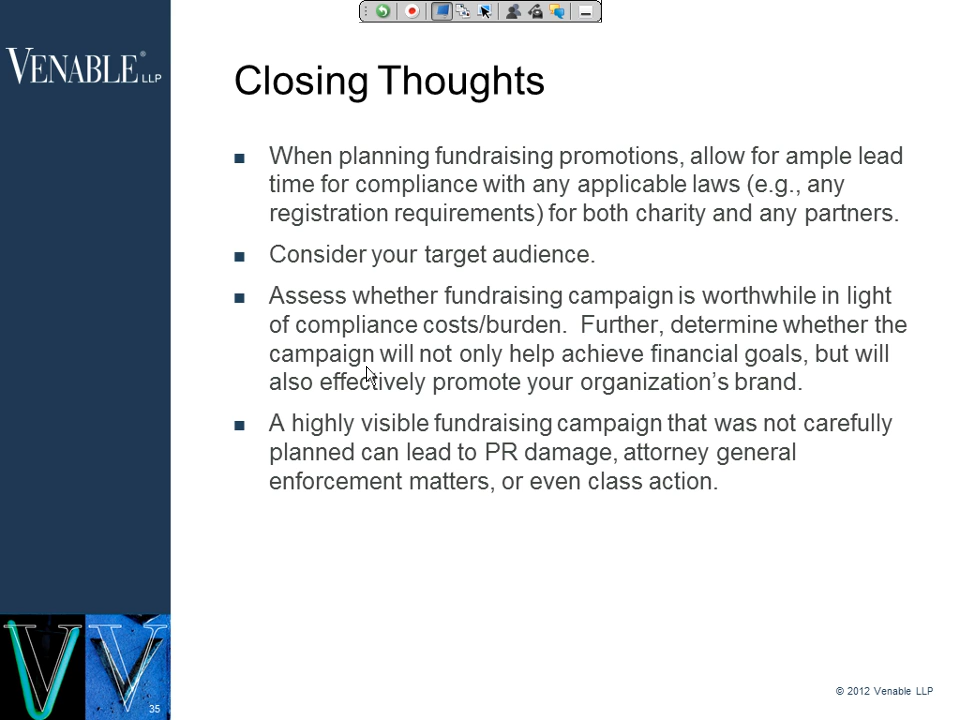 VENABLE® LLP
Closing Thoughts
■ When planning fundraising promotions, allow for ample lead
time for compliance with any applicable laws (e.g., any
registration requirements) for both charity and any partners.
■ Consider your target audience.
■ Assess whether fundraising campaign is worthwhile in light
of compliance costs/burden.  Further, determine whether the
campaign will not only help achieve financial goals, but will
also effectively promote your organization's brand.
■ A highly visible fundraising campaign that was not carefully
planned can lead to PR damage, attorney general
enforcement matters, or even class action.
V V
35
© 2012 Venable LLP